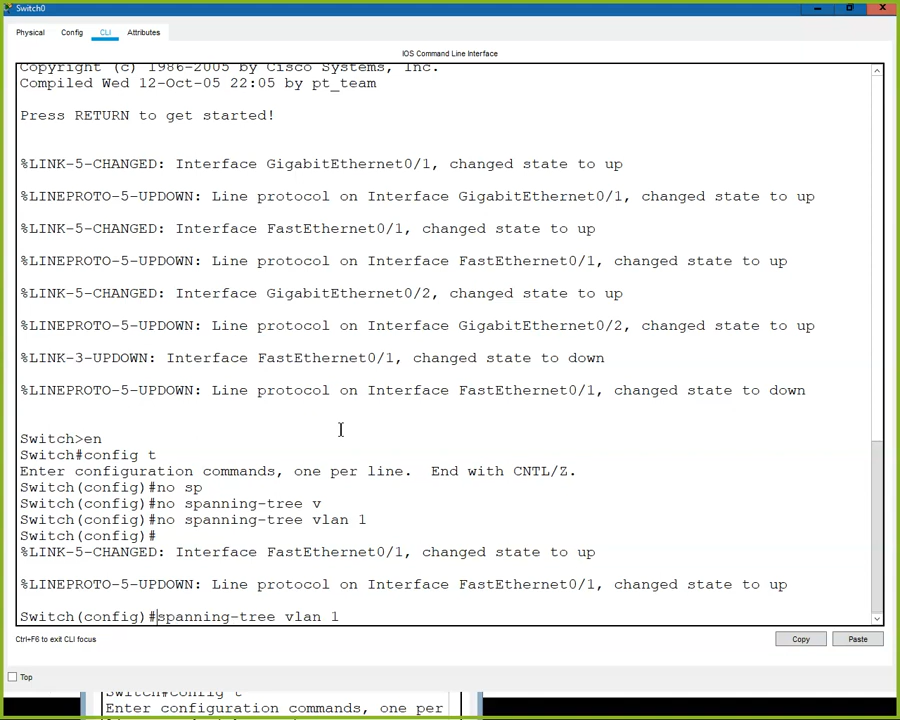 Switch0
Physical Config CLI Attributes
IOS Command Line Interface
Copyright (c) 1986-2005 by Cisco Systems, Inc.
Compiled Wed 12-Oct-05 22:05 by pt_team
Press RETURN to get started!
%LINK-5-CHANGED: Interface GigabitEthernet0/1, changed state to up
%LINEPROTO-5-UPDOWN: Line protocol on Interface GigabitEthernet0/1, changed state to up
%LINK-5-CHANGED: Interface FastEthernet0/1, changed state to up
%LINEPROTO-5-UPDOWN: Line protocol on Interface FastEthernet0/1, changed state to up
%LINK-5-CHANGED: Interface GigabitEthernet0/2, changed state to up
%LINEPROTO-5-UPDOWN: Line protocol on Interface GigabitEthernet0/2, changed state to up
%LINK-3-UPDOWN: Interface FastEthernet0/1, changed state to down
%LINEPROTO-5-UPDOWN: Line protocol on Interface FastEthernet0/1, changed state to down
Switch>en
Switch#config t
Enter configuration commands, one per line.  End with CNTL/Z.
Switch(config)#no sp
Switch(config)#no spanning-tree v
Switch(config)#no spanning-tree vlan 1
Switch(config)#
%LINK-5-CHANGED: Interface FastEthernet0/1, changed state to up
%LINEPROTO-5-UPDOWN: Line protocol on Interface FastEthernet0/1, changed state to up
Switch(config)#spanning-tree vlan 1
Ctrl+F6 to exit CLI focus
Copy Paste
Top
Switch#config t
Enter configuration commands, one per